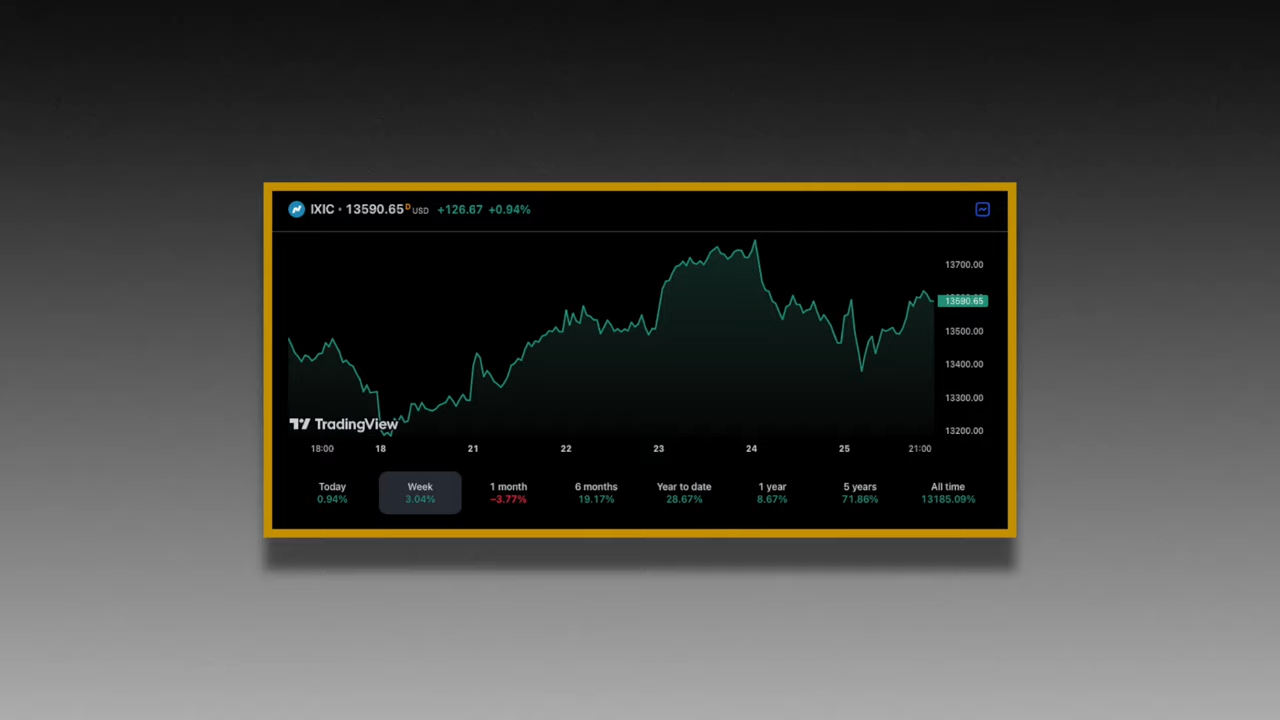 IXIC • 13590.65 D USD +126.67 +0.94%
13700.00
13590.65
13500.00
13400.00
13300.00
13200.00
TradingView
18:00 18 21 22 23 24 25 21:00
Today Week 1 month 6 months Year to date 1 year 5 years All time
0.94% 3.04% −3.77% 19.17% 28.67% 8.67% 71.86% 13185.09%